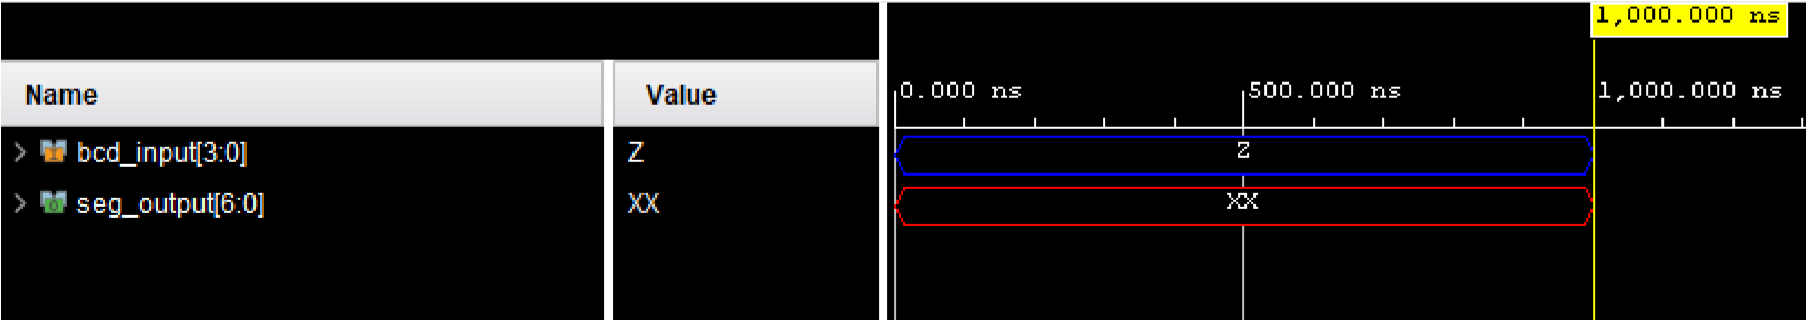 1,000.000 ns
Name Value
0.000 ns 500.000 ns 1,000.000 ns
bcd_input[3:0] Z Z
seg_output[6:0] XX XX